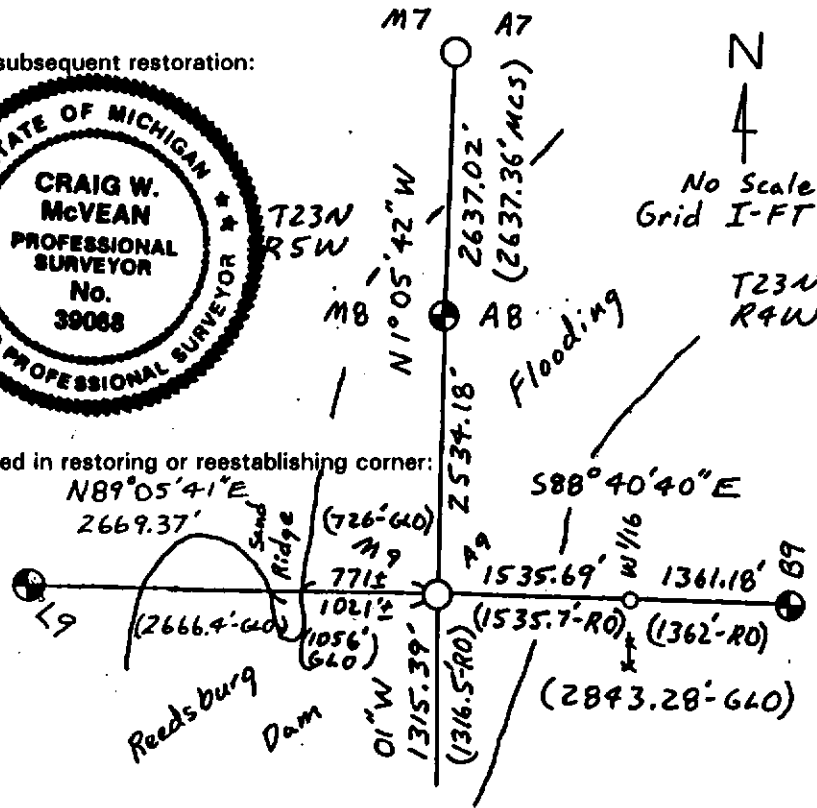 M7 A7
N
subsequent restoration:
STATE OF MICHIGAN
CRAIG W.
McVEAN
PROFESSIONAL
SURVEYOR
No.
39068
PROFESSIONAL SURVEYOR
T23N
R5W
N1°05'42"W
2637.02'
(2637.36' MCS)
No Scale
Grid I-FT
T23N
R4W
M8 A8
Flooding
2534.18'
ed in restoring or reestablishing corner:
N89°05'41"E
2669.37'
Sand
Ridge
(726'-GLO)
S88°40'40"E
M9 A9
771±
1535.69'
W 1/16
1361.18'
B9
L9
(2666.4'-GLO)
1021'±
(1056'
GLO)
(1535.7'-RO)
(1362'-RO)
(2843.28'-GLO)
Reedsburg
Dam
01"W
1315.39'
(1316.5'-RO)